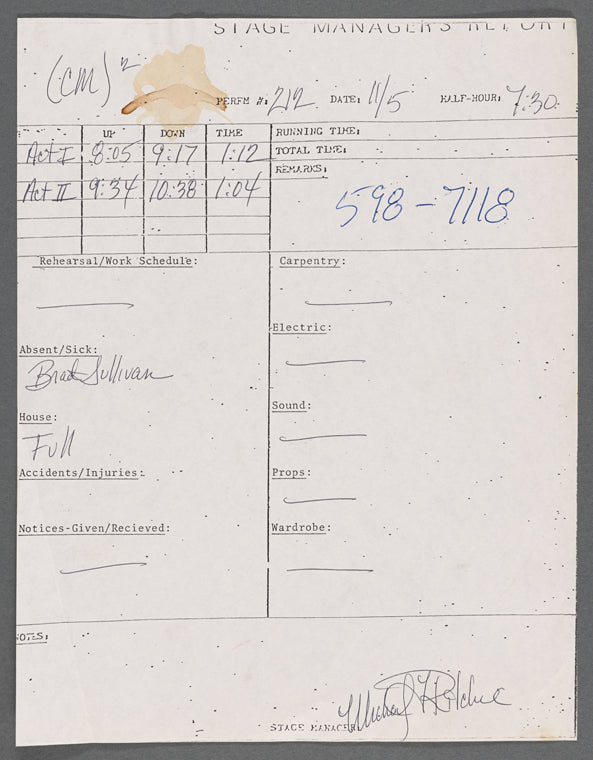 STAGE MANAGER'S REPORT
(CM)²
PERFM #: 212 DATE: 11/5 HALF-HOUR: 7:30
UP DOWN TIME RUNNING TIME:
Act I 8:05 9:17 1:12 TOTAL TIME:
Act II 9:34 10:38 1:04 REMARKS:
598-7118
Rehearsal/Work Schedule: Carpentry:
Electric:
Absent/Sick:
Brad Sullivan
Sound:
House:
Full
Accidents/Injuries: Props:
Notices-Given/Recieved: Wardrobe:
NOTES:
STAGE MANAGER